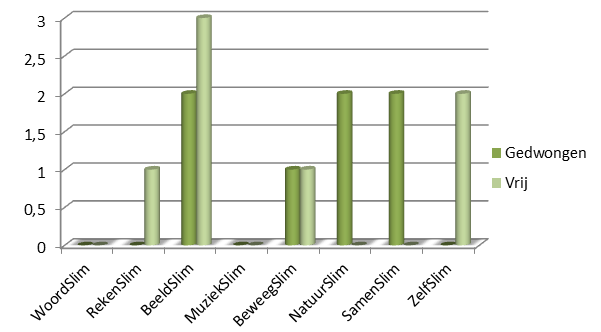 3
2,5
2
1,5
1
0,5
0
WoordSlim
RekenSlim
BeeldSlim
MuziekSlim
BeweegSlim
NatuurSlim
SamenSlim
ZelfSlim
Gedwongen
Vrij